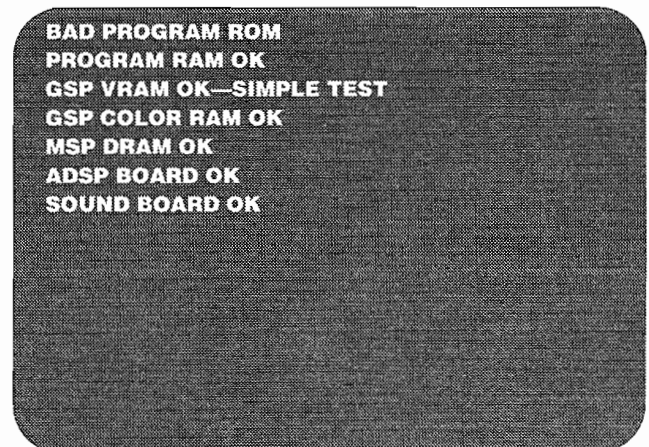 BAD PROGRAM ROM
PROGRAM RAM OK
GSP VRAM OK—SIMPLE TEST
GSP COLOR RAM OK
MSP DRAM OK
ADSP BOARD OK
SOUND BOARD OK